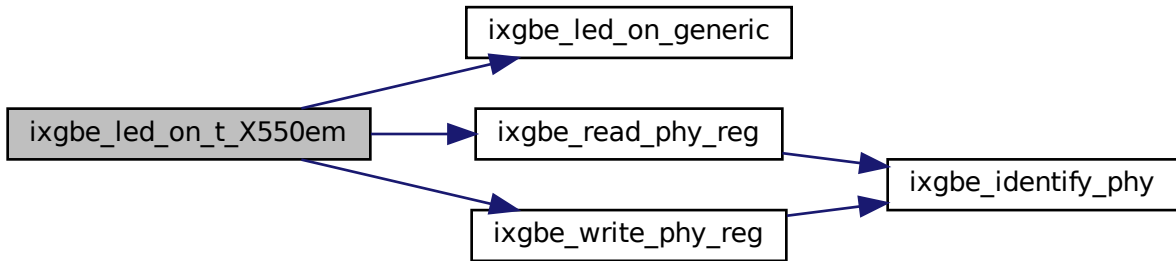 ixgbe_led_on_generic
ixgbe_led_on_t_X550em
ixgbe_read_phy_reg
ixgbe_identify_phy
ixgbe_write_phy_reg